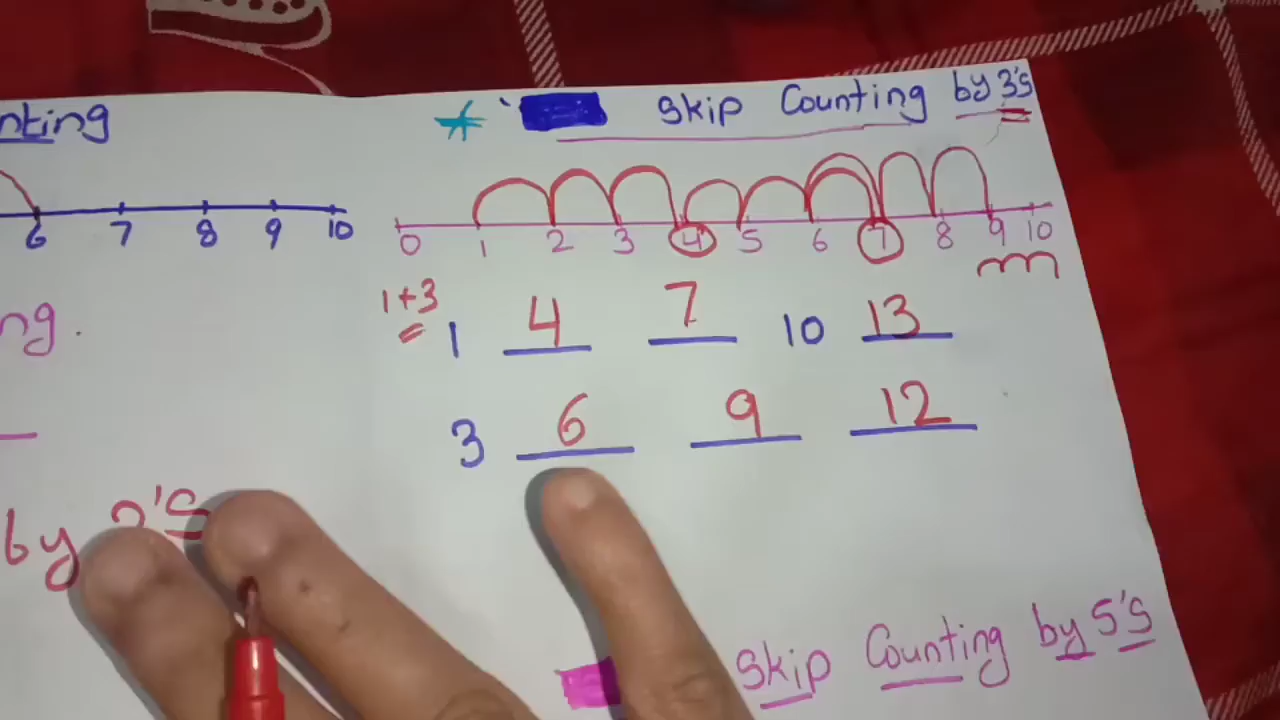 nting
6 7 8 9 10
ng.
by 2's
Skip Counting by 3's
0 1 2 3 4 5 6 7 8 9 10
1+3
1 4 7 10 13
3 6 9 12
Skip Counting by 5's